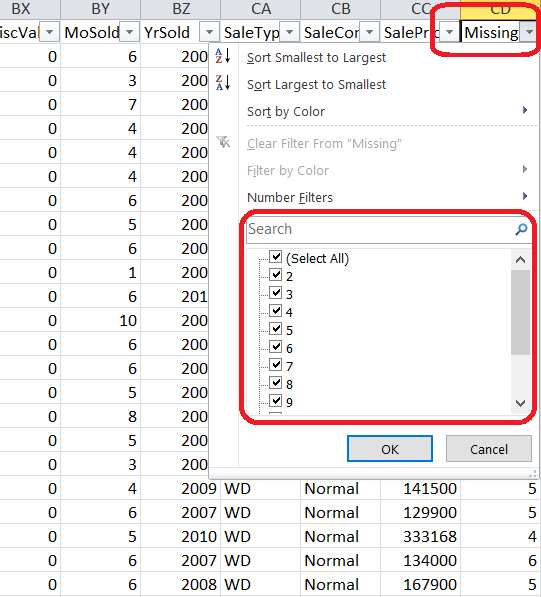 BX BY BZ CA CB CC CD
iscVal MoSold YrSold SaleTyp SaleCon SalePric Missing
0 6 200 Sort Smallest to Largest
0 3 200 Sort Largest to Smallest
0 7 200 Sort by Color
0 4 200
0 4 200 Clear Filter From "Missing"
0 4 200 Filter by Color
0 6 200 Number Filters
0 5 200 Search
0 6 200 (Select All)
0 1 200 2
0 6 201 3
0 10 200 4
0 6 200 5
0 6 200 6
0 5 200 7
0 8 200 8
0 5 200 9
0 3 200 OK Cancel
0 4 2009 WD Normal 141500 5
0 6 2007 WD Normal 129900 5
0 5 2010 WD Normal 333168 4
0 6 2007 WD Normal 134000 6
0 6 2008 WD Normal 167905 5